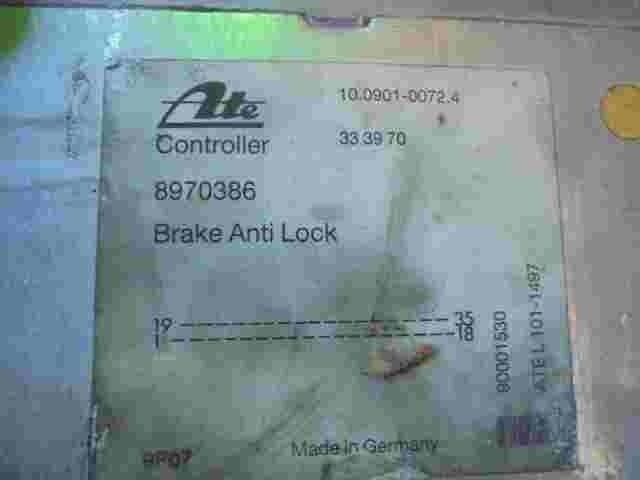 Ate
10.0901-0072.4
Controller
33 39 70
8970386
Brake Anti Lock
19 35
1 18
90001530
ATE L 101-1497
Made in Germany